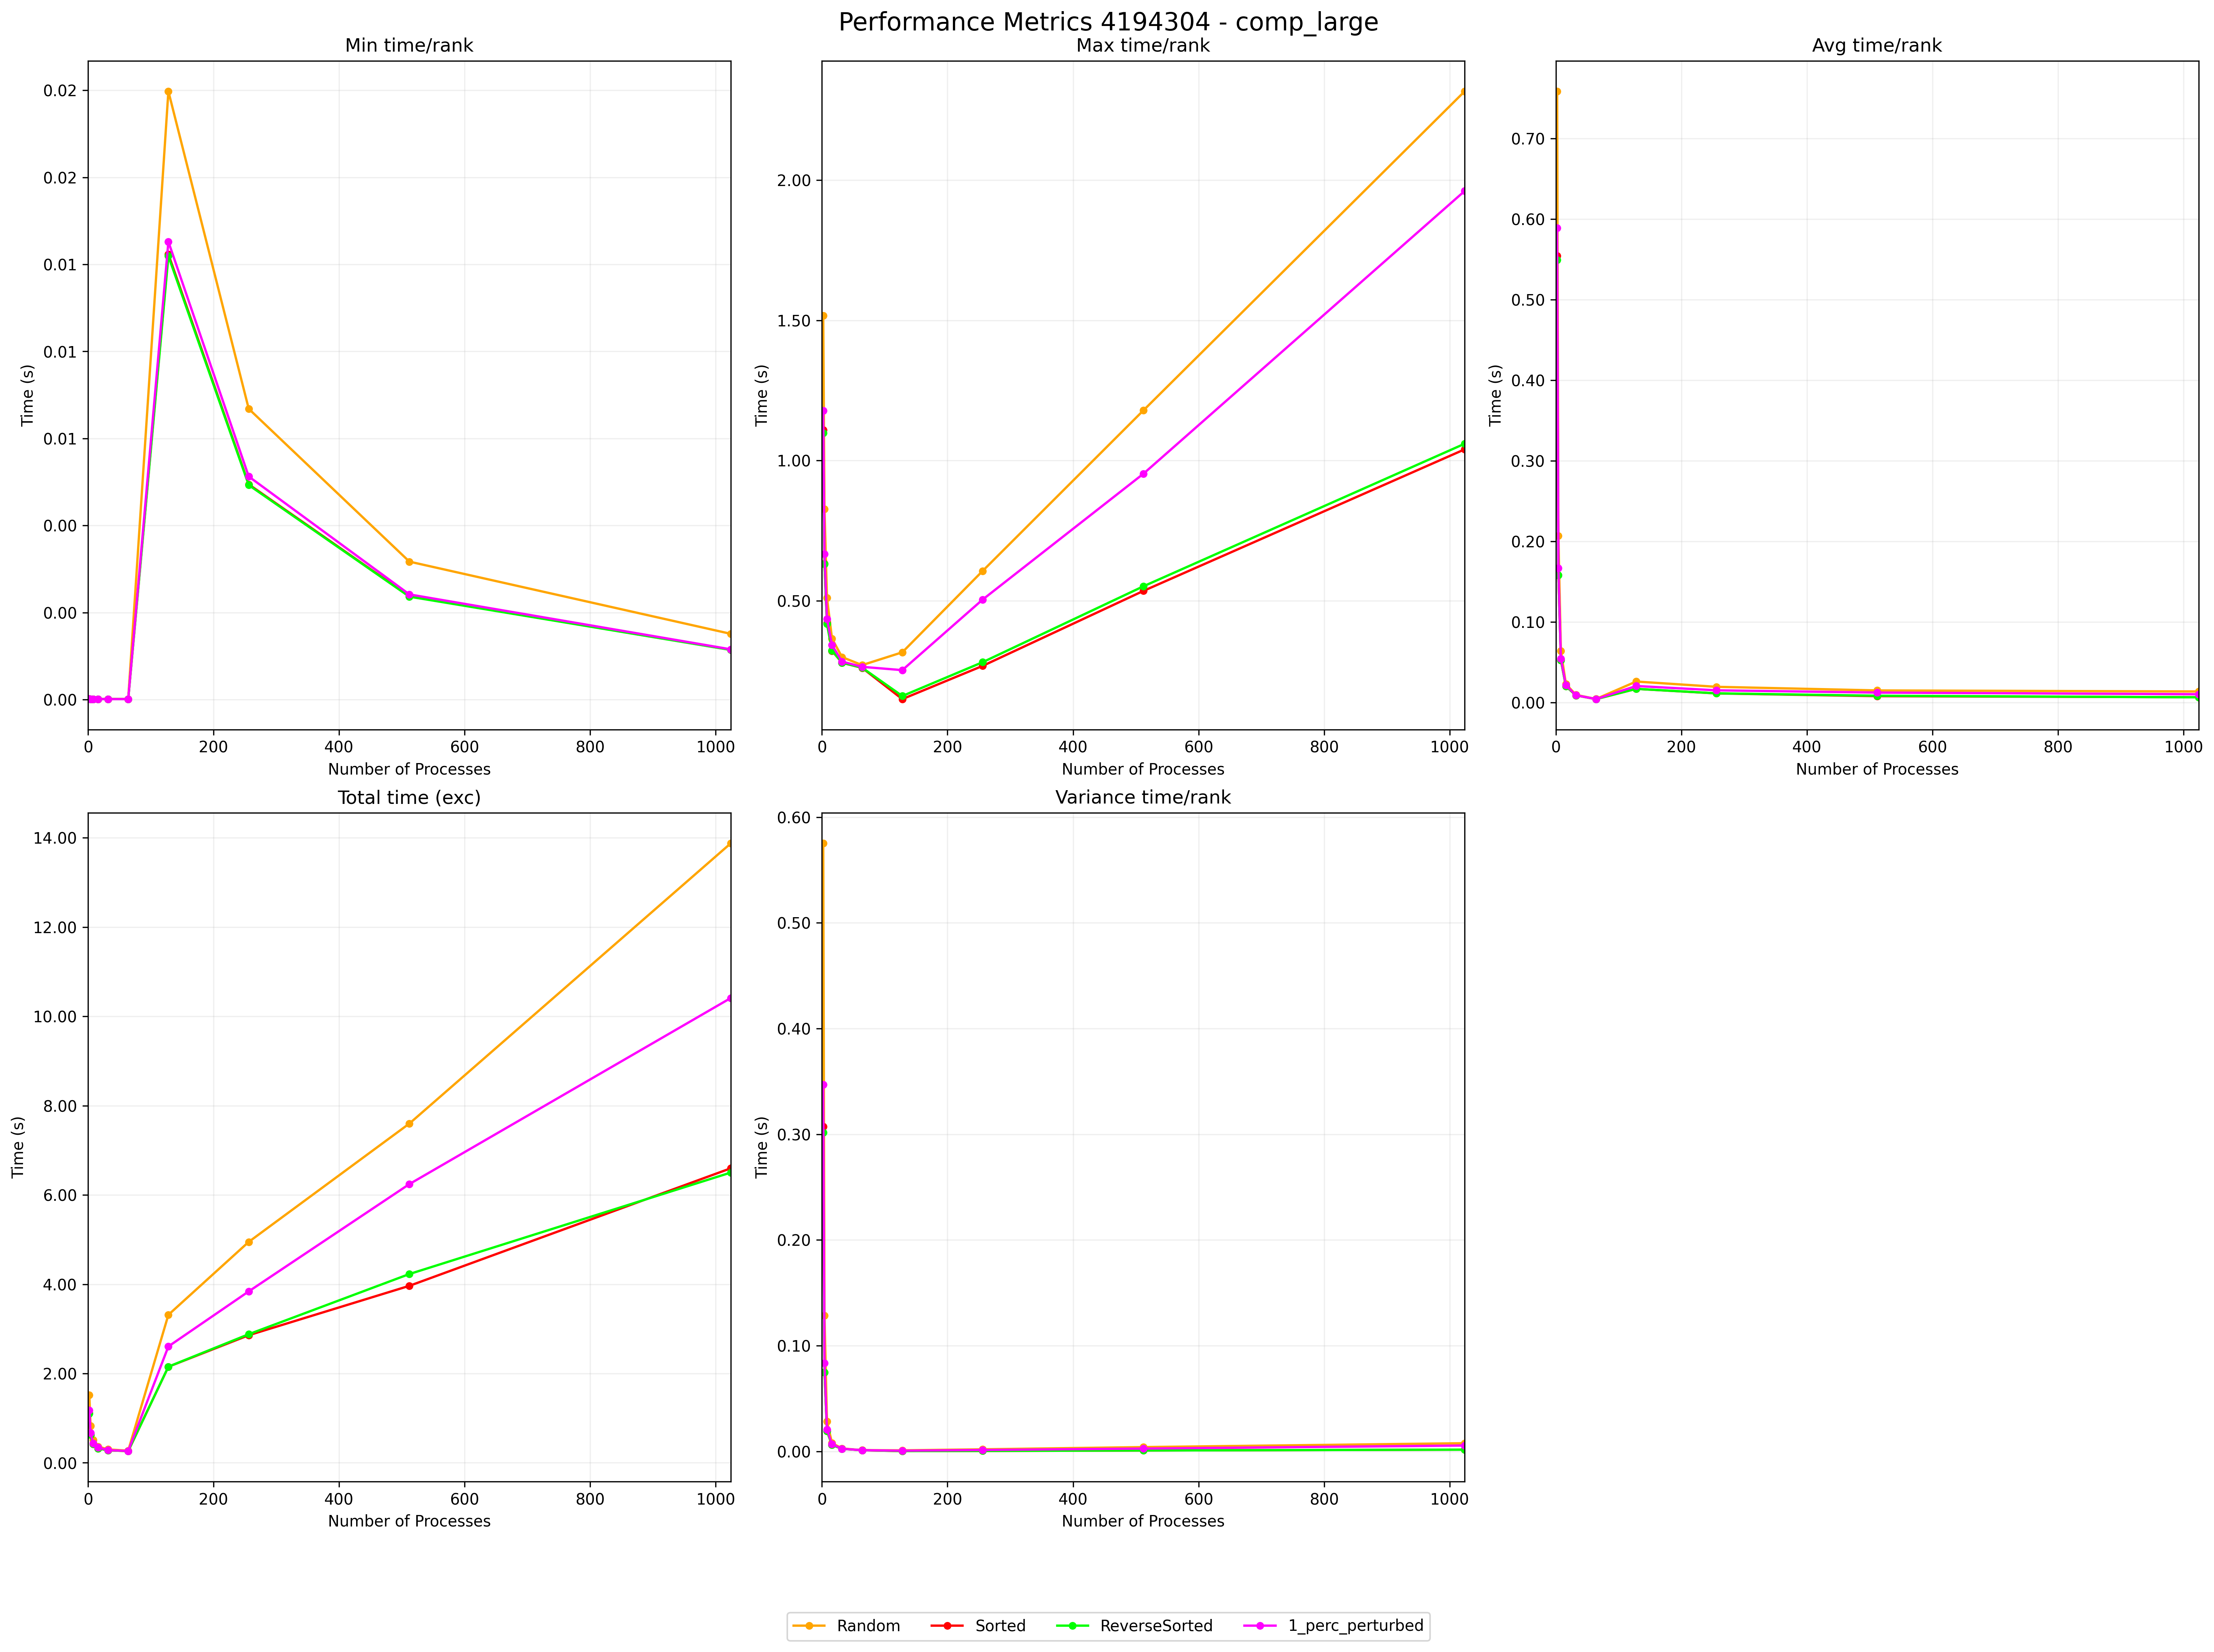 Performance Metrics 4194304 - comp_large
Min time/rank
Time (s)
0.02
0.02
0.01
0.01
0.01
0.00
0.00
0.00
0 200 400 600 800 1000
Number of Processes
Max time/rank
Time (s)
2.00
1.50
1.00
0.50
0 200 400 600 800 1000
Number of Processes
Avg time/rank
Time (s)
0.70
0.60
0.50
0.40
0.30
0.20
0.10
0.00
0 200 400 600 800 1000
Number of Processes
Total time (exc)
Time (s)
14.00
12.00
10.00
8.00
6.00
4.00
2.00
0.00
0 200 400 600 800 1000
Number of Processes
Variance time/rank
Time (s)
0.60
0.50
0.40
0.30
0.20
0.10
0.00
0 200 400 600 800 1000
Number of Processes
Random Sorted ReverseSorted 1_perc_perturbed